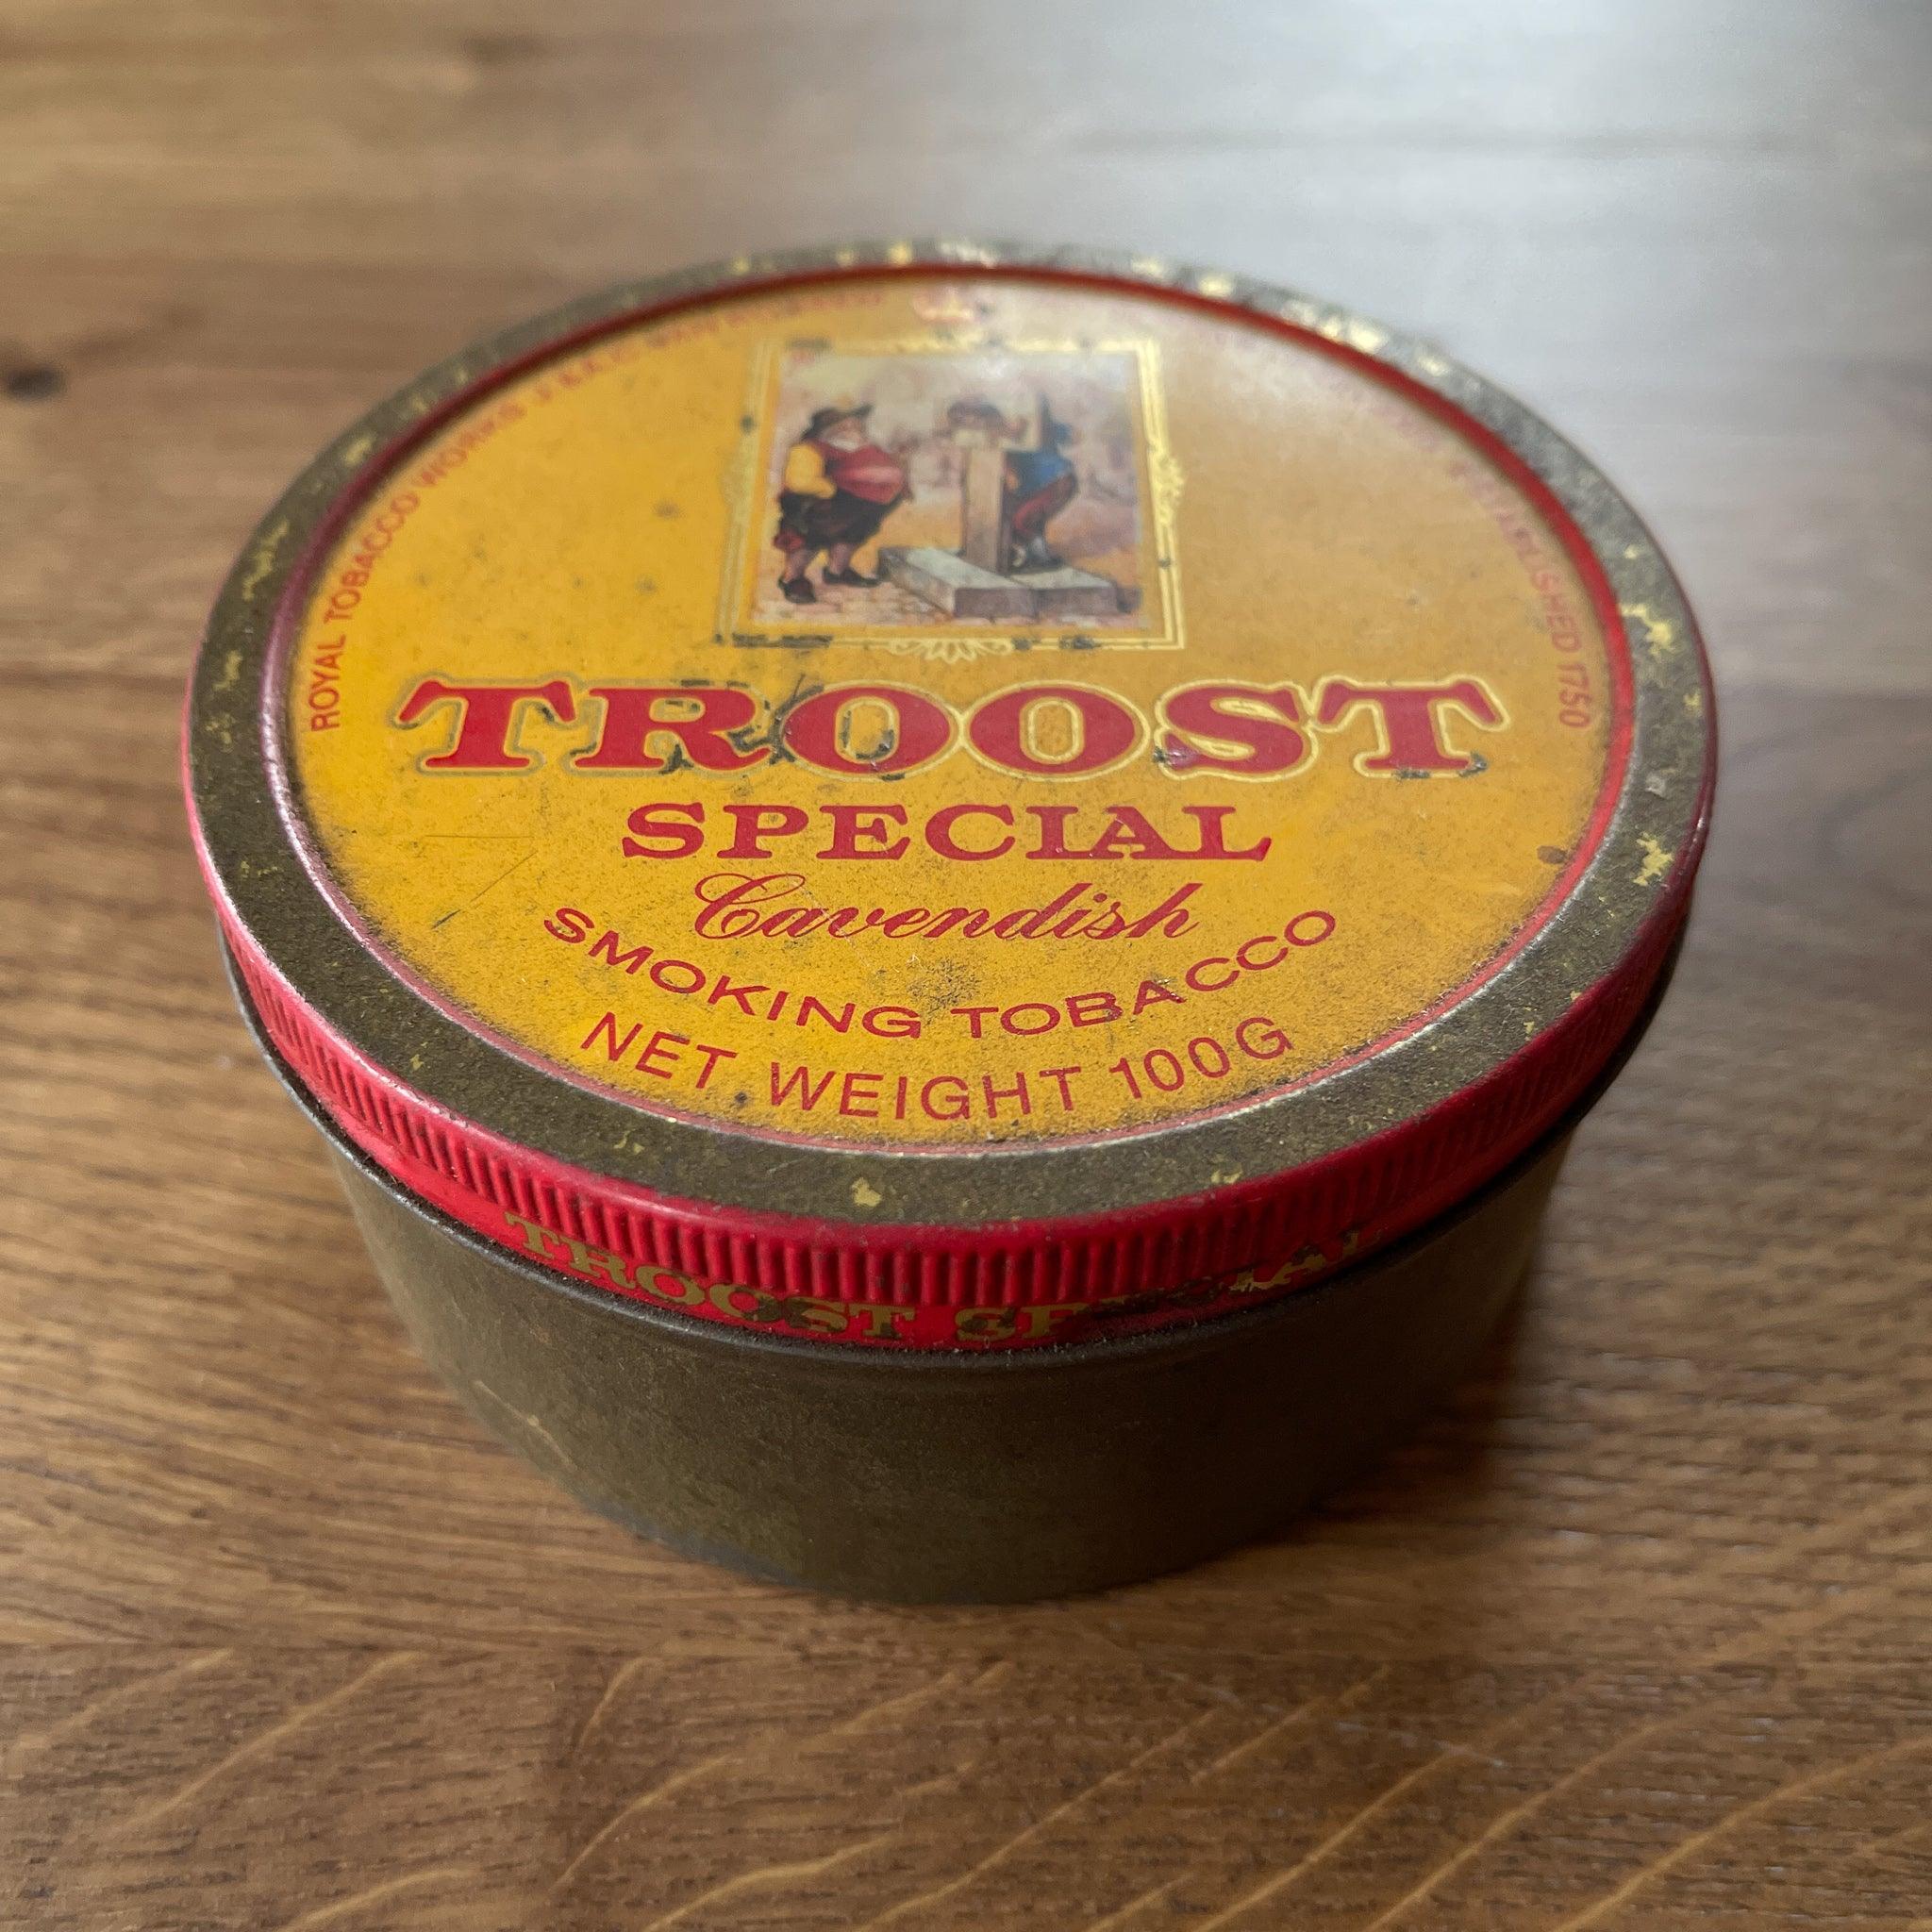 ROYAL TOBACCO WORKS
ESTABLISHED 1750
TROOST
SPECIAL
Cavendish
SMOKING TOBACCO
NET WEIGHT 100G
TROOST